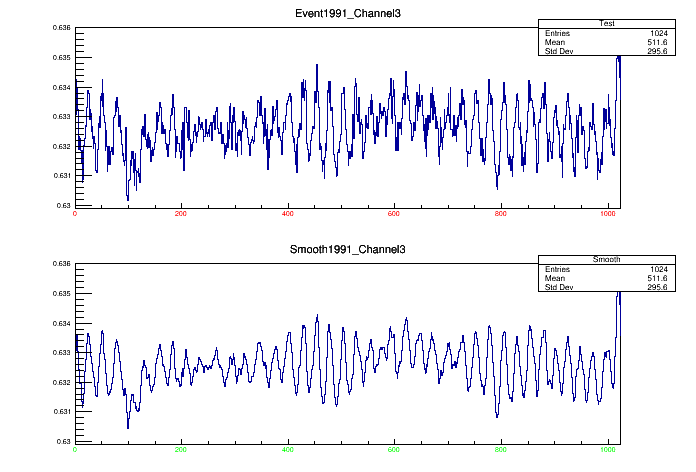 Event1991_Channel3
Test
Entries 1024
Mean 511.6
Std Dev 295.6
0.636
0.635
0.634
0.633
0.632
0.631
0.63
0 200 400 600 800 1000
Smooth1991_Channel3
Smooth
Entries 1024
Mean 511.6
Std Dev 295.6
0.636
0.635
0.634
0.633
0.632
0.631
0.63
0 200 400 600 800 1000